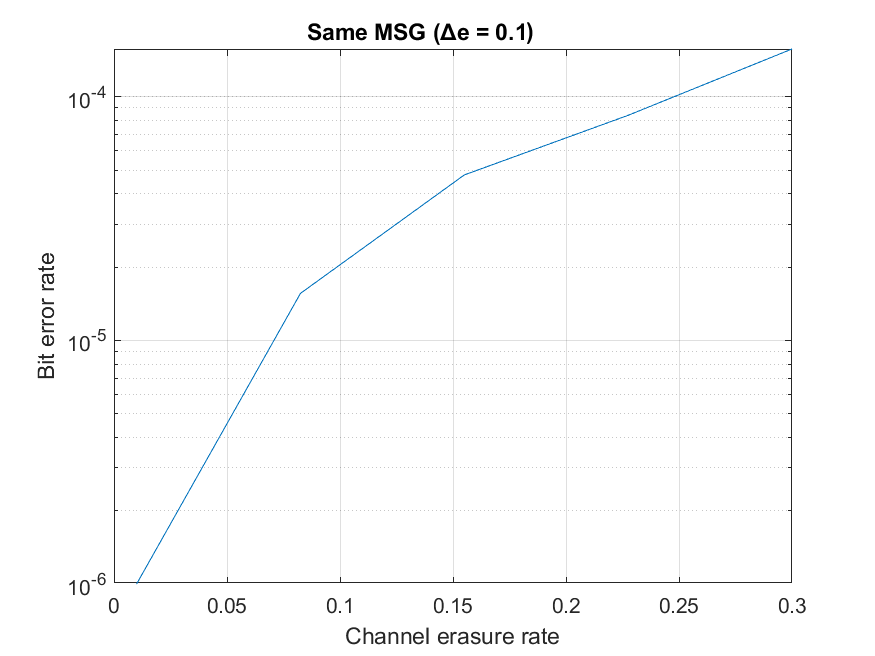 Same MSG (Δe = 0.1)
10^-4
10^-5
10^-6
Bit error rate
0 0.05 0.1 0.15 0.2 0.25 0.3
Channel erasure rate